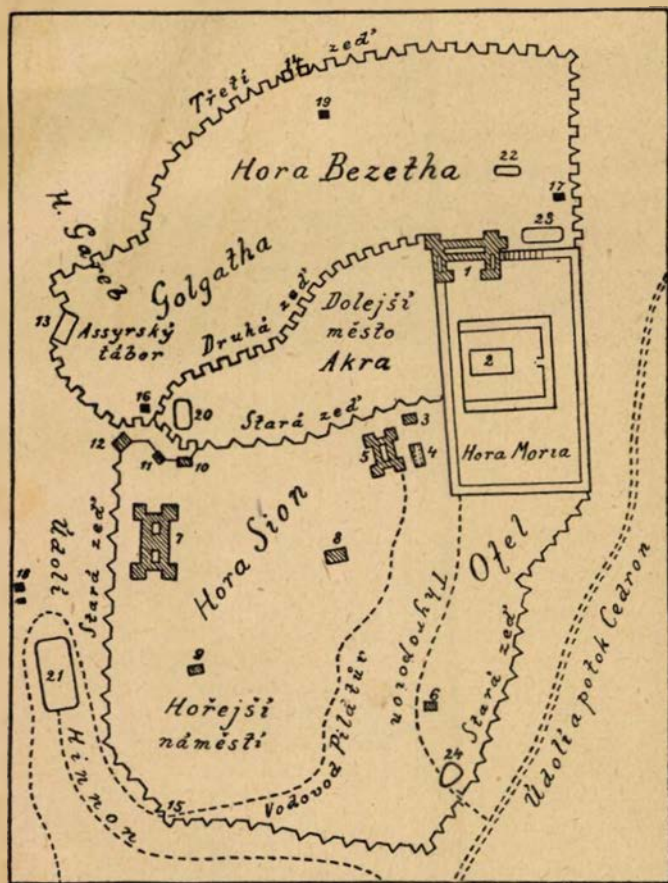 Třetí zeď
14
19
Hora Bezetha
22
17
23
H. Gareb
Golgatha
1
13
Assyrský
tábor
Druhá zeď
Dolejší
město
Akra
2
16
20
Stará zeď
3
12
11
10
5
4
Hora Moria
7
Hora Sion
8
Ofel
Údolí
Stará zeď
18
Thyropoion
9
6
21
Hořejší
náměstí
Vodovod Pilátův
Stará zeď
24
Údolí a potok Cedron
Hinnon
15